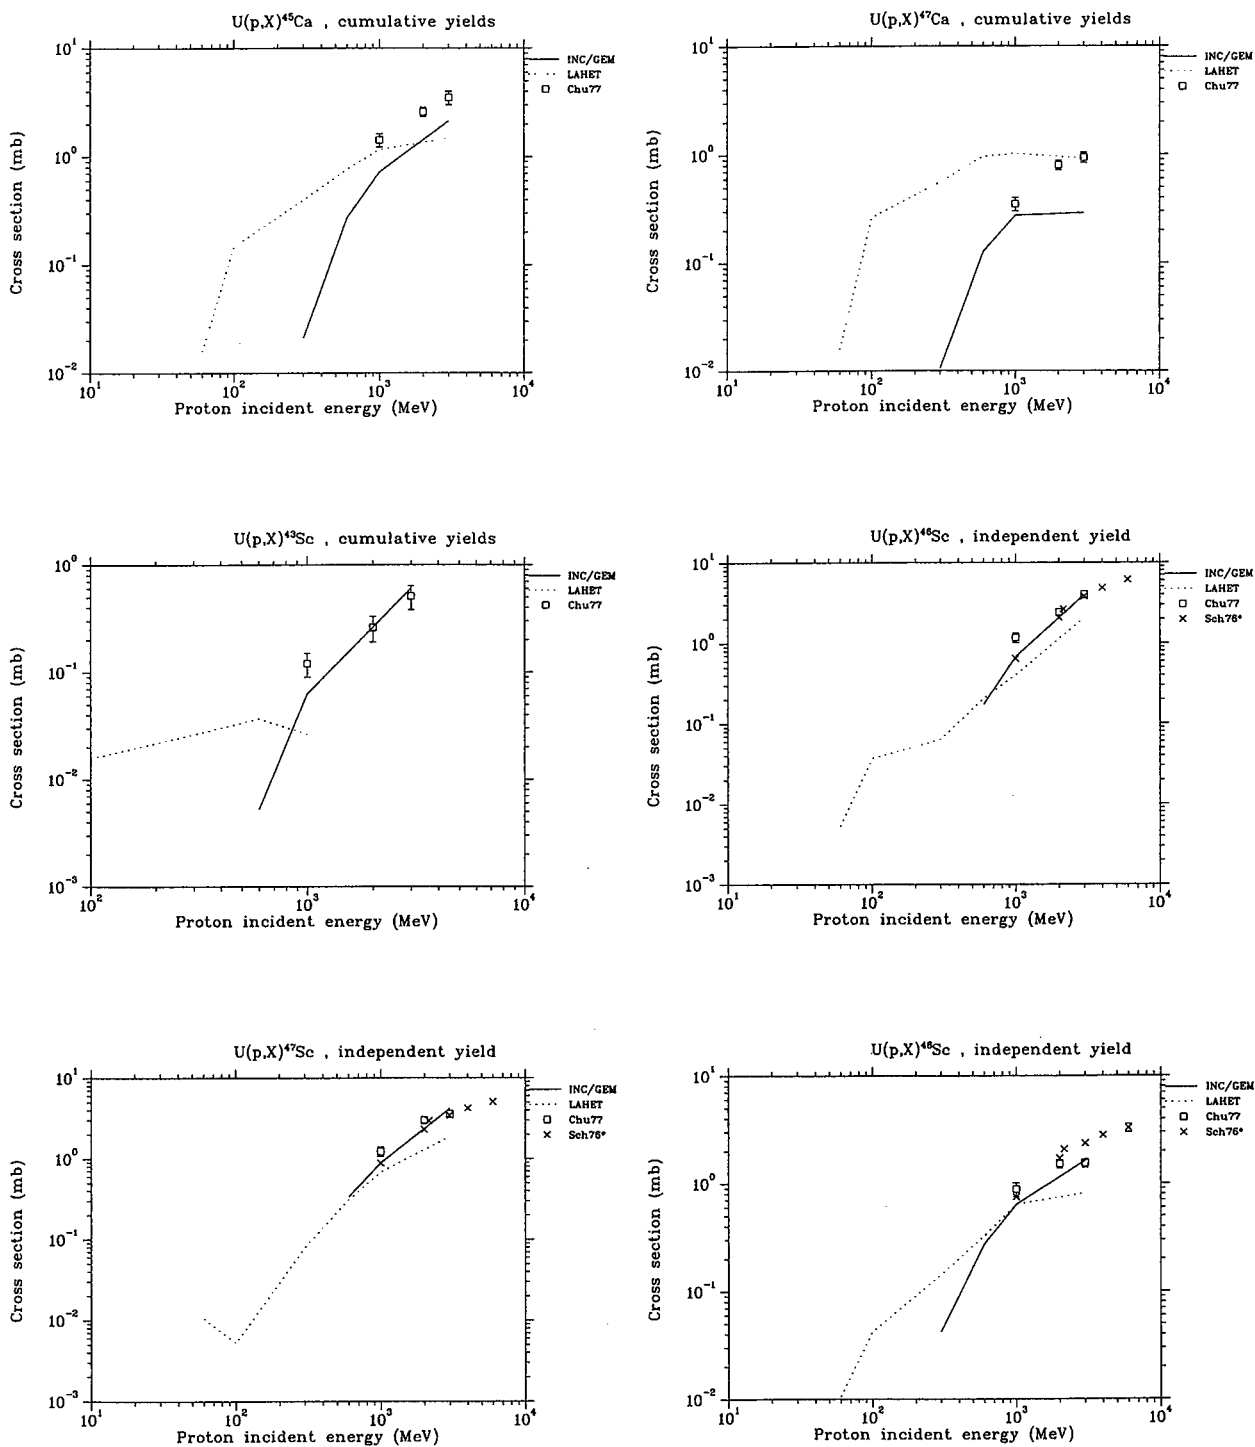 U(p,X)⁴⁵Ca , cumulative yields
10¹
10⁰
10⁻¹
10⁻²
Cross section (mb)
10¹ 10² 10³ 10⁴
Proton incident energy (MeV)
INC/GEM
LAHET
Chu77
U(p,X)⁴⁷Ca , cumulative yields
10¹
10⁰
10⁻¹
10⁻²
Cross section (mb)
10¹ 10² 10³ 10⁴
Proton incident energy (MeV)
INC/GEM
LAHET
Chu77
U(p,X)⁴³Sc , cumulative yields
10⁰
10⁻¹
10⁻²
10⁻³
Cross section (mb)
10² 10³ 10⁴
Proton incident energy (MeV)
INC/GEM
LAHET
Chu77
U(p,X)⁴⁶Sc , independent yield
10¹
10⁰
10⁻¹
10⁻²
10⁻³
Cross section (mb)
10¹ 10² 10³ 10⁴
Proton incident energy (MeV)
INC/GEM
LAHET
Chu77
Sch76*
U(p,X)⁴⁷Sc , independent yield
10¹
10⁰
10⁻¹
10⁻²
10⁻³
Cross section (mb)
10¹ 10² 10³ 10⁴
Proton incident energy (MeV)
INC/GEM
LAHET
Chu77
Sch76*
U(p,X)⁴⁸Sc , independent yield
10¹
10⁰
10⁻¹
10⁻²
Cross section (mb)
10¹ 10² 10³ 10⁴
Proton incident energy (MeV)
INC/GEM
LAHET
Chu77
Sch76*